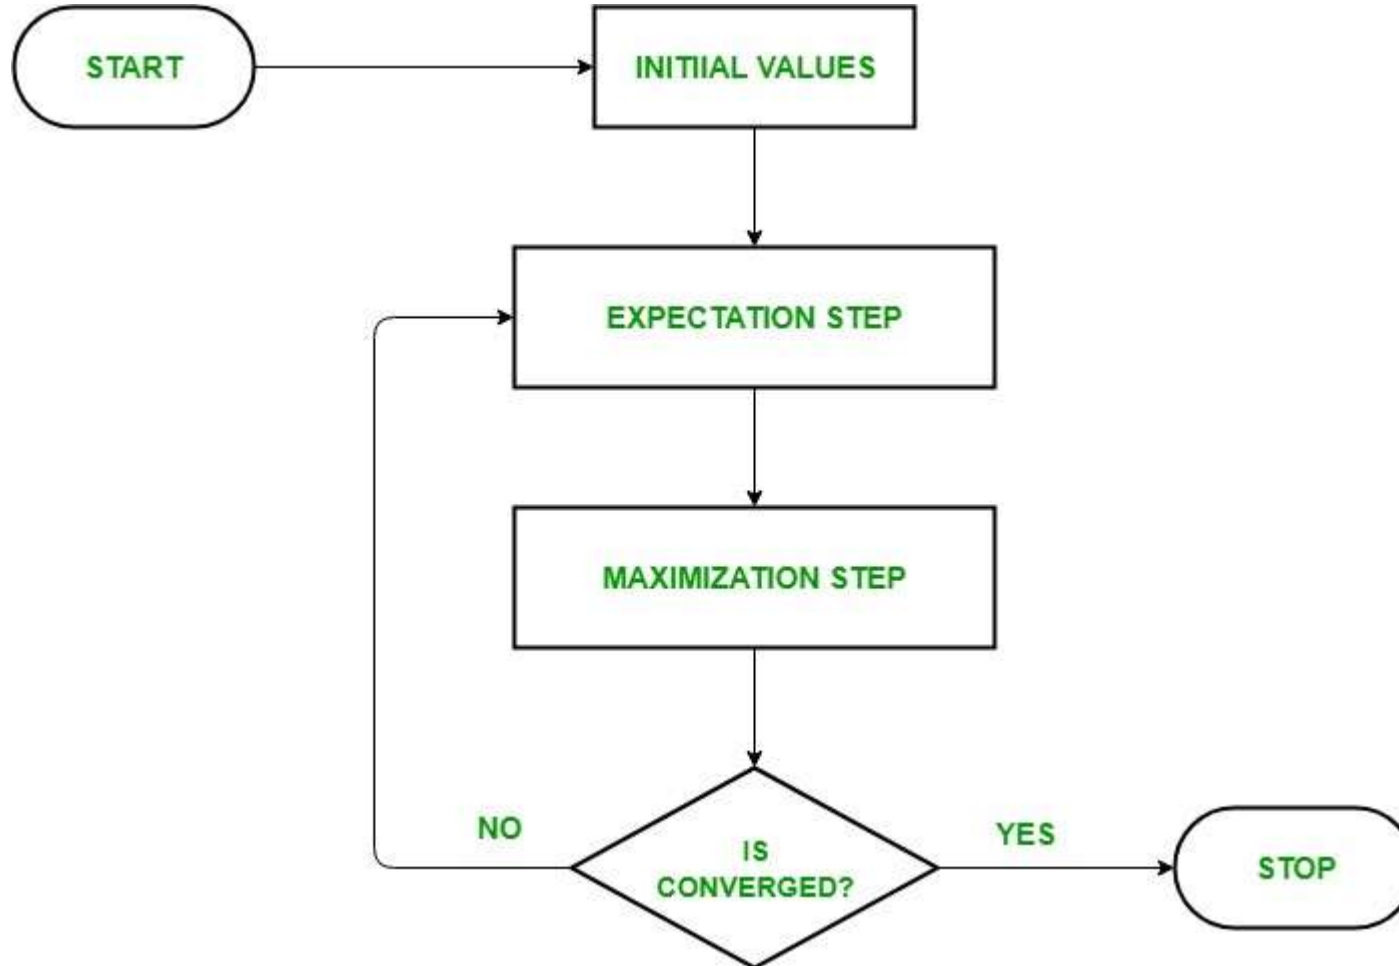 START
INITIIAL VALUES
EXPECTATION STEP
MAXIMIZATION STEP
NO
IS
CONVERGED?
YES
STOP